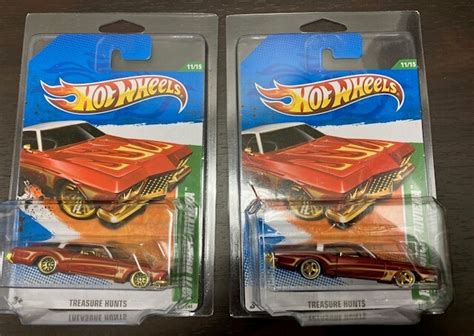 11/15
HOT WHEELS
TREASURE HUNTS
11/15
HOT WHEELS
TREASURE HUNTS